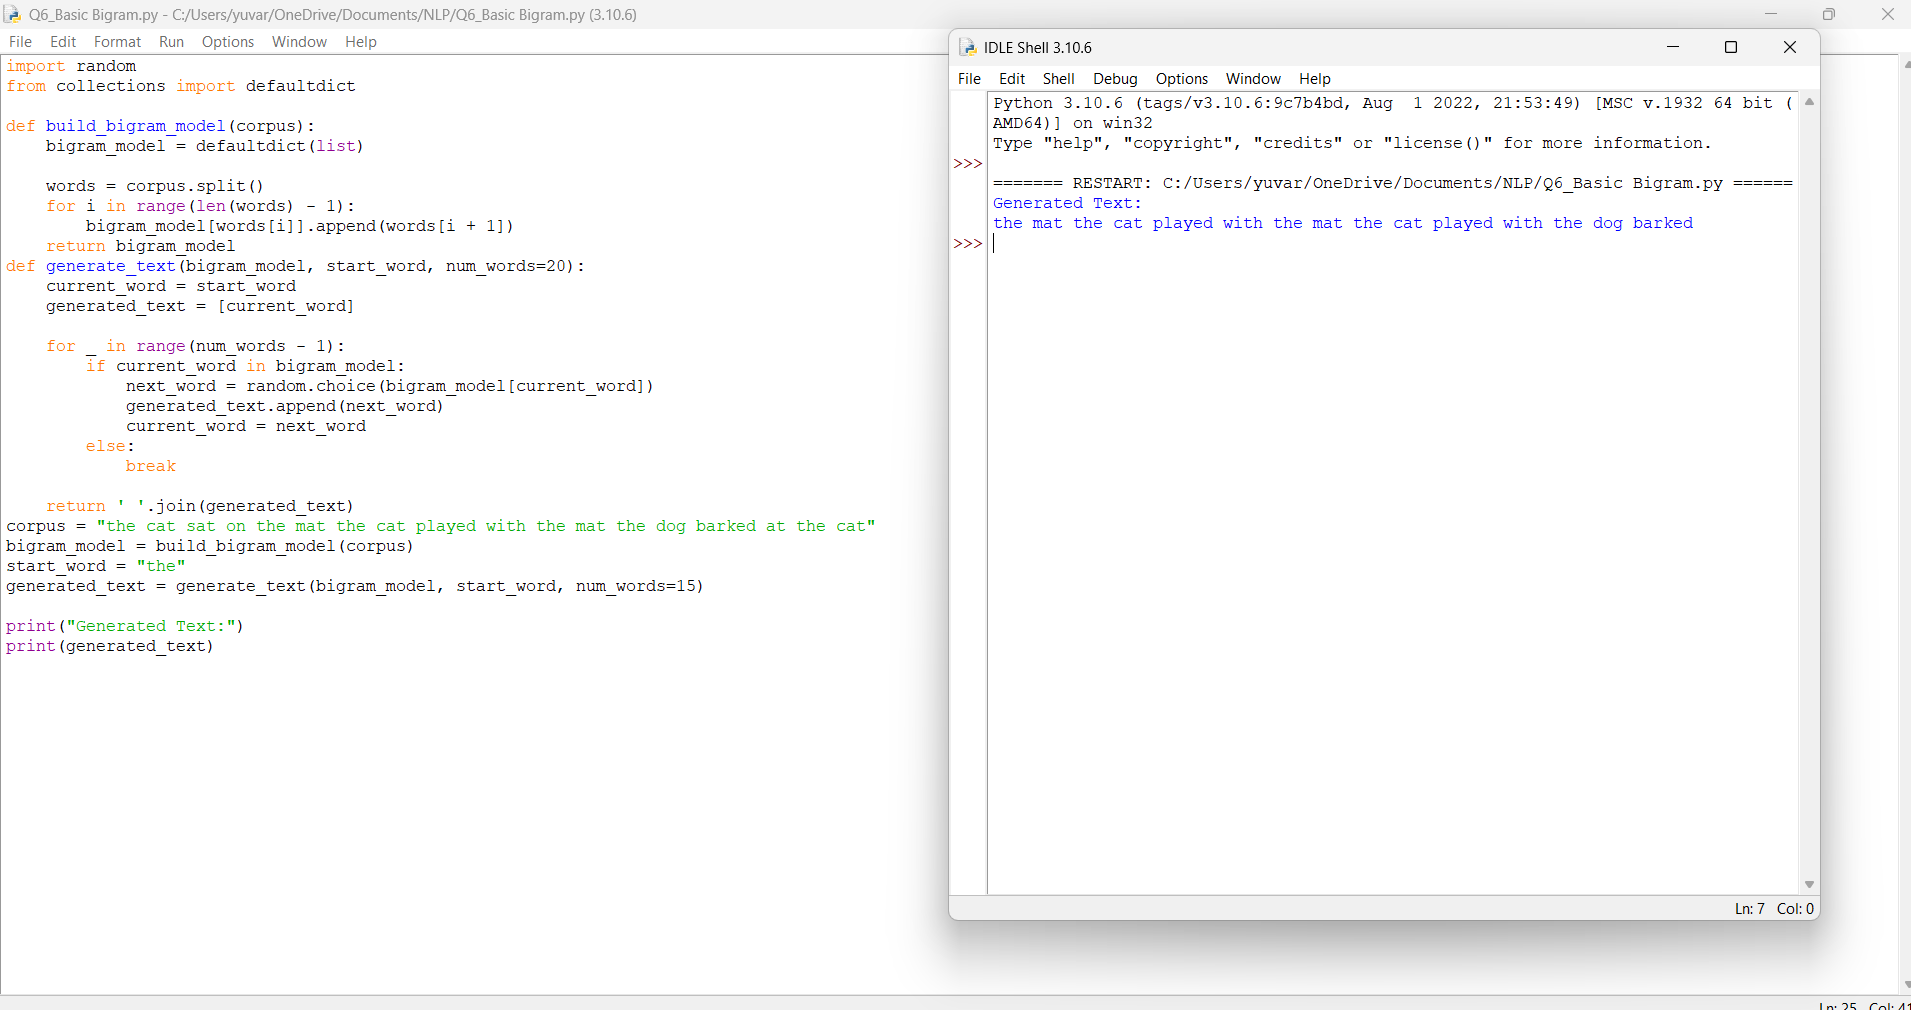 Q6_Basic Bigram.py - C:/Users/yuvar/OneDrive/Documents/NLP/Q6_Basic Bigram.py (3.10.6)
File Edit Format Run Options Window Help
import random
from collections import defaultdict
def build_bigram_model(corpus):
    bigram_model = defaultdict(list)
    words = corpus.split()
    for i in range(len(words) - 1):
        bigram_model[words[i]].append(words[i + 1])
    return bigram_model
def generate_text(bigram_model, start_word, num_words=20):
    current_word = start_word
    generated_text = [current_word]
    for _ in range(num_words - 1):
        if current_word in bigram_model:
            next_word = random.choice(bigram_model[current_word])
            generated_text.append(next_word)
            current_word = next_word
        else:
            break
    return ' '.join(generated_text)
corpus = "the cat sat on the mat the cat played with the mat the dog barked at the cat"
bigram_model = build_bigram_model(corpus)
start_word = "the"
generated_text = generate_text(bigram_model, start_word, num_words=15)
print("Generated Text:")
print(generated_text)
IDLE Shell 3.10.6
File Edit Shell Debug Options Window Help
Python 3.10.6 (tags/v3.10.6:9c7b4bd, Aug  1 2022, 21:53:49) [MSC v.1932 64 bit (
AMD64)] on win32
Type "help", "copyright", "credits" or "license()" for more information.
>>>
======= RESTART: C:/Users/yuvar/OneDrive/Documents/NLP/Q6_Basic Bigram.py ======
Generated Text:
the mat the cat played with the mat the cat played with the dog barked
>>>
Ln: 7 Col: 0
Ln: 25 Col: 41